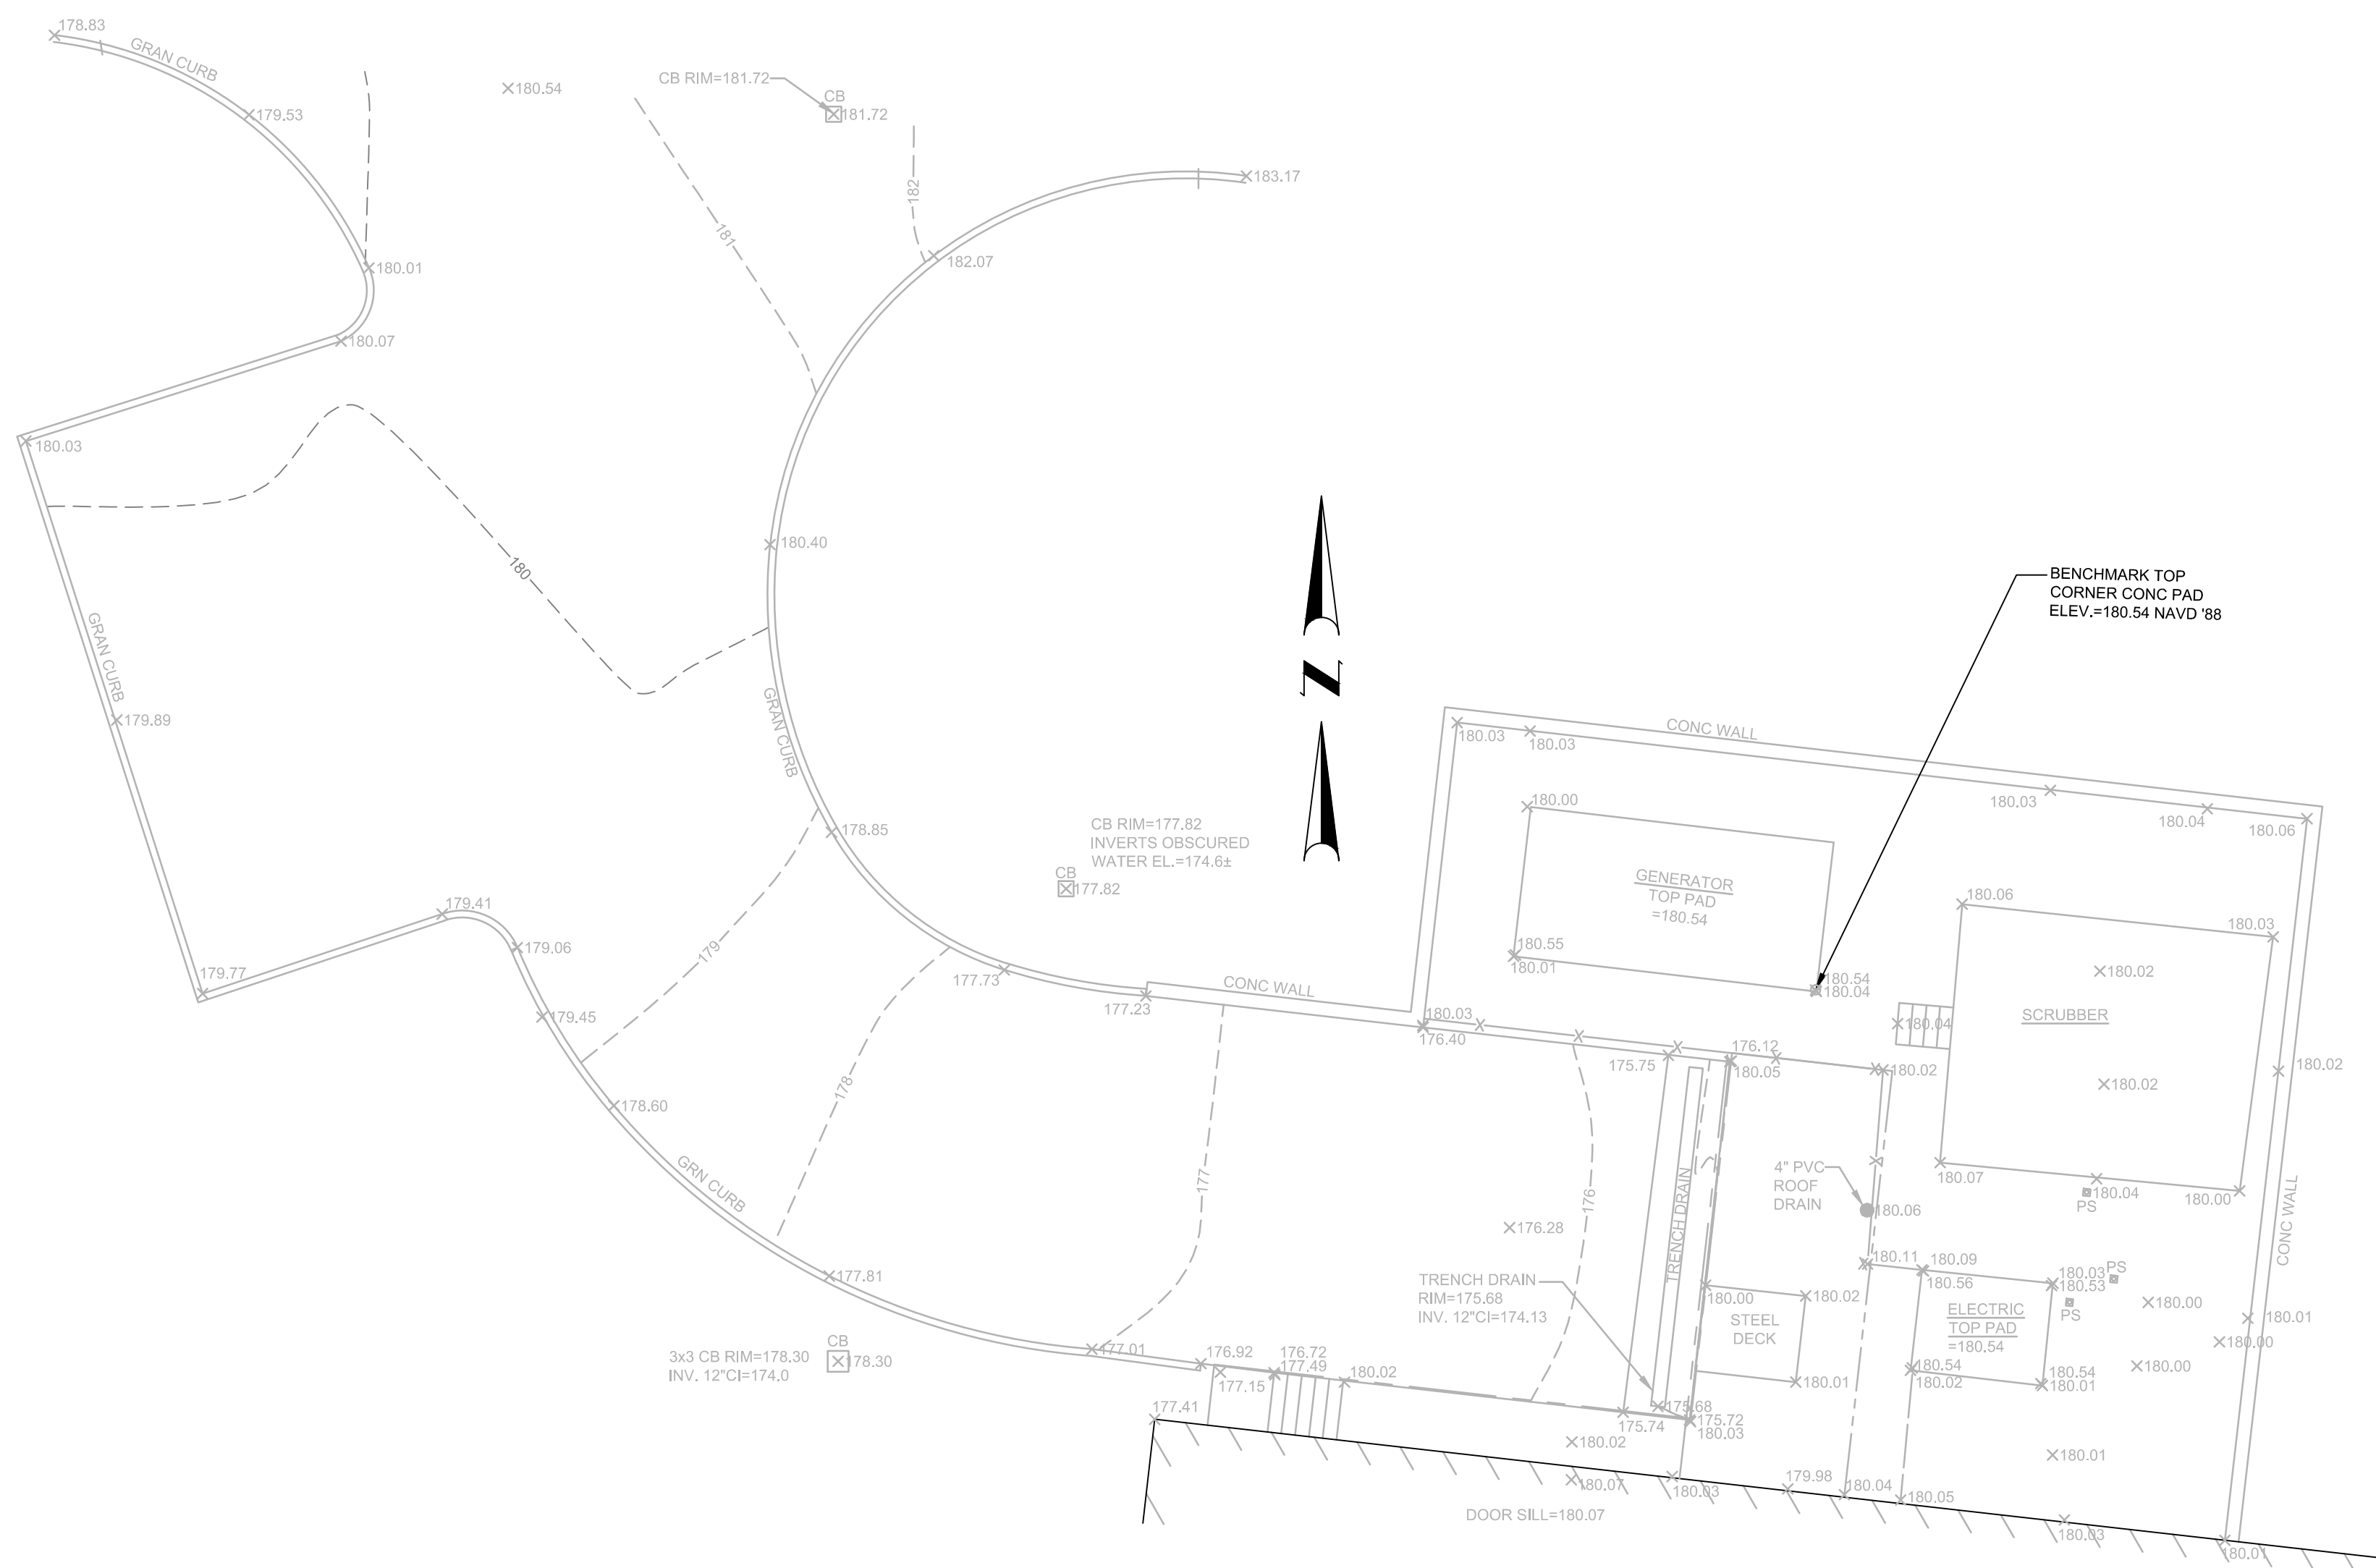 178.83
GRAN CURB
179.53
180.54
CB RIM=181.72
CB
181.72
182
183.17
181
182.07
180.01
180.07
180.03
180
180.40
GRAN CURB
179.89
GRAN CURB
N
BENCHMARK TOP
CORNER CONC PAD
ELEV.=180.54 NAVD '88
CONC WALL
180.03
180.03
180.03
180.04
180.06
178.85
CB RIM=177.82
INVERTS OBSCURED
WATER EL.=174.6±
CB
177.82
180.00
GENERATOR
TOP PAD
=180.54
180.55
180.01
180.54
180.04
180.06
180.03
180.02
SCRUBBER
180.04
180.02
180.02
179.41
179.06
179.77
179.45
179
177.73
177.23
CONC WALL
180.03
176.40
175.75
176.12
180.05
180.02
178
178.60
GRN CURB
177
176
176.28
TRENCH DRAIN
4" PVC
ROOF
DRAIN
180.06
180.07
180.04
PS
180.00
CONC WALL
177.81
TRENCH DRAIN
RIM=175.68
INV. 12"CI=174.13
180.00
180.02
STEEL
DECK
180.01
180.11
180.09
180.56
180.03
180.53
PS
PS
ELECTRIC
TOP PAD
=180.54
180.00
180.01
180.00
180.00
180.54
180.02
180.54
180.01
3x3 CB RIM=178.30
INV. 12"CI=174.0
CB
178.30
177.01
176.92
177.15
176.72
177.49
180.02
177.41
175.68
175.74
175.72
180.03
180.02
180.07
180.03
179.98
180.04
180.05
180.01
180.03
180.01
DOOR SILL=180.07